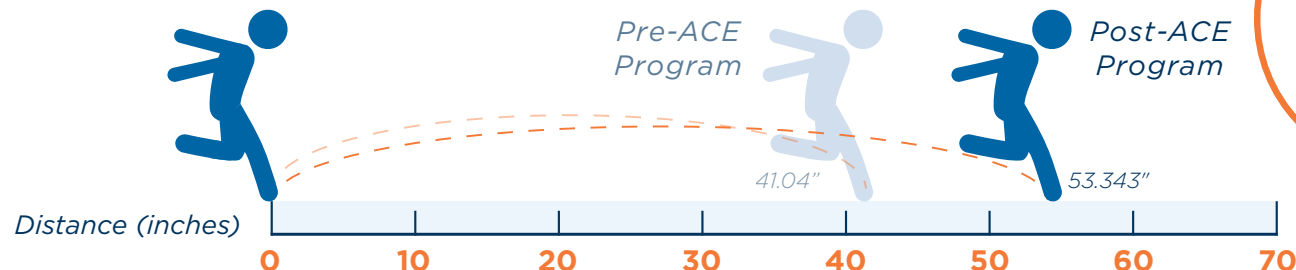 Pre-ACE
Program
Post-ACE
Program
41.04"
53.343"
Distance (inches)
0 10 20 30 40 50 60 70